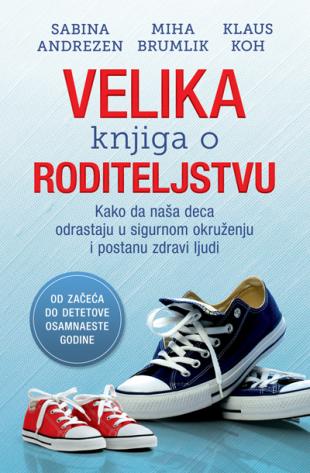 SABINA ANDREZEN
MIHA BRUMLIK
KLAUS KOH
VELIKA
knjiga o
RODITELJSTVU
Kako da naša deca
odrastaju u sigurnom okruženju
i postanu zdravi ljudi
OD ZAČEĆA
DO DETETOVE
OSAMNAESTE
GODINE